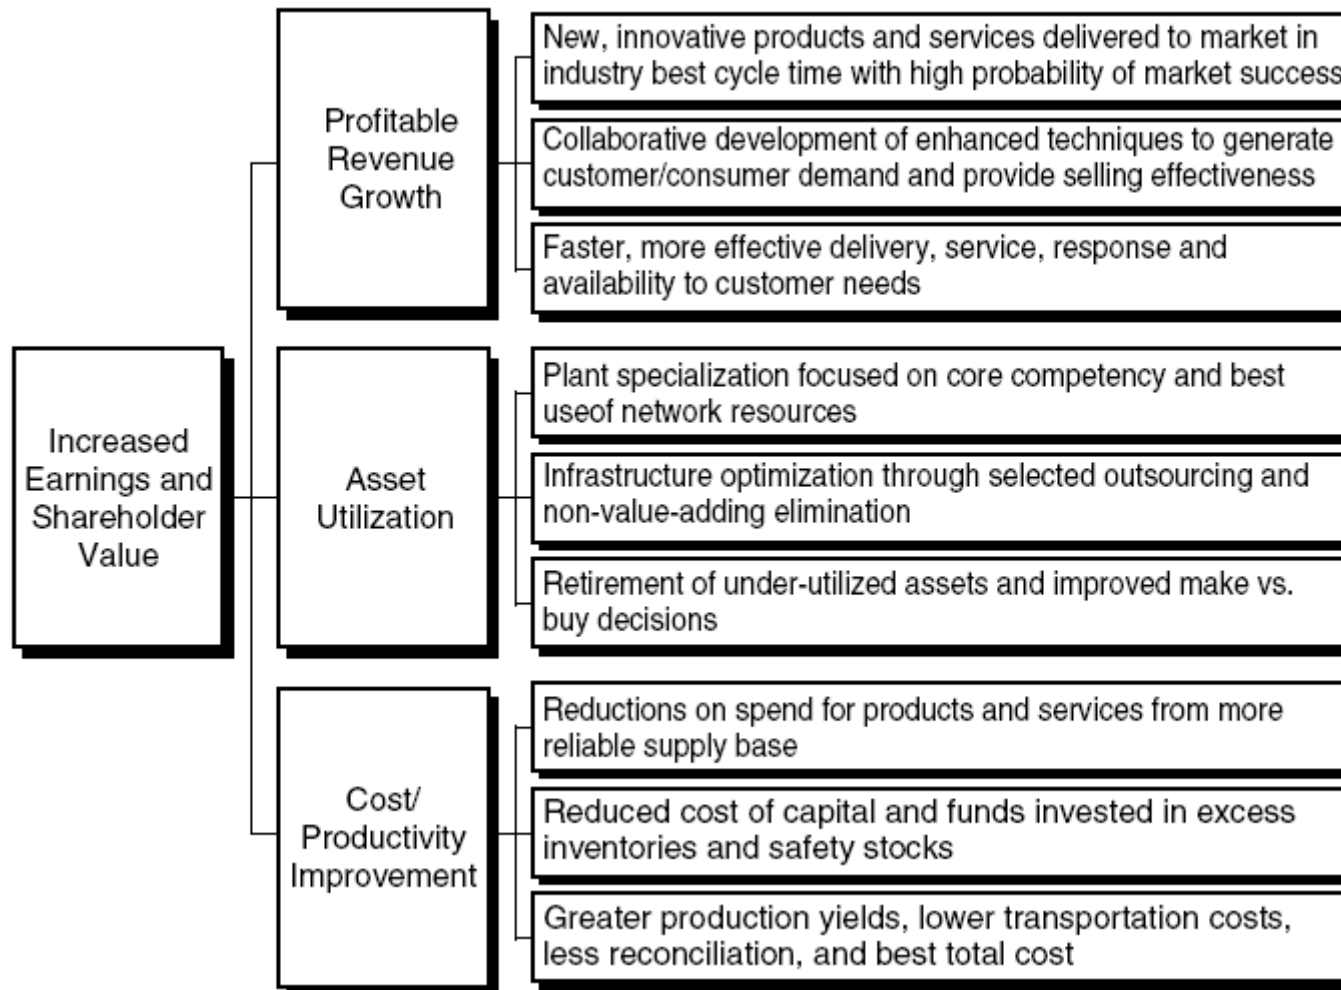 Increased
Earnings and
Shareholder
Value
Profitable
Revenue
Growth
New, innovative products and services delivered to market in
industry best cycle time with high probability of market success
Collaborative development of enhanced techniques to generate
customer/consumer demand and provide selling effectiveness
Faster, more effective delivery, service, response and
availability to customer needs
Asset
Utilization
Plant specialization focused on core competency and best
useof network resources
Infrastructure optimization through selected outsourcing and
non-value-adding elimination
Retirement of under-utilized assets and improved make vs.
buy decisions
Cost/
Productivity
Improvement
Reductions on spend for products and services from more
reliable supply base
Reduced cost of capital and funds invested in excess
inventories and safety stocks
Greater production yields, lower transportation costs,
less reconciliation, and best total cost